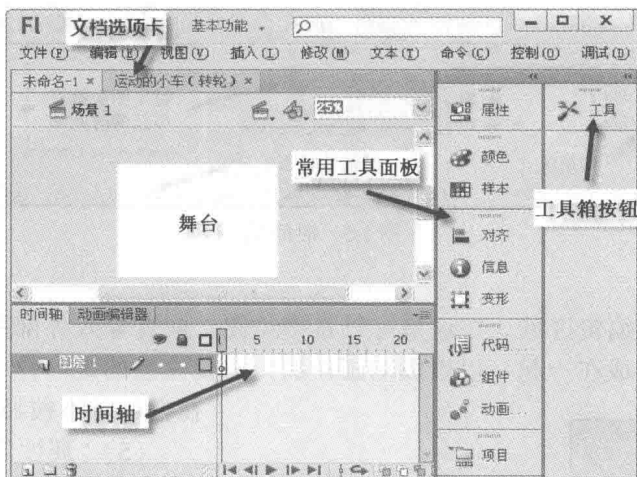 Fl 文档选项卡 基本功能
文件(F) 编辑(E) 视图(V) 插入(I) 修改(M) 文本(T) 命令(C) 控制(O) 调试(D)
未命名-1 × 运动的小车(转轮) ×
场景 1 25%
属性 工具
颜色
常用工具面板
样本
工具箱按钮
舞台
对齐
信息
变形
时间轴 动画编辑器
1 5 10 15 20
图层 1
代码...
组件
时间轴
动画...
项目